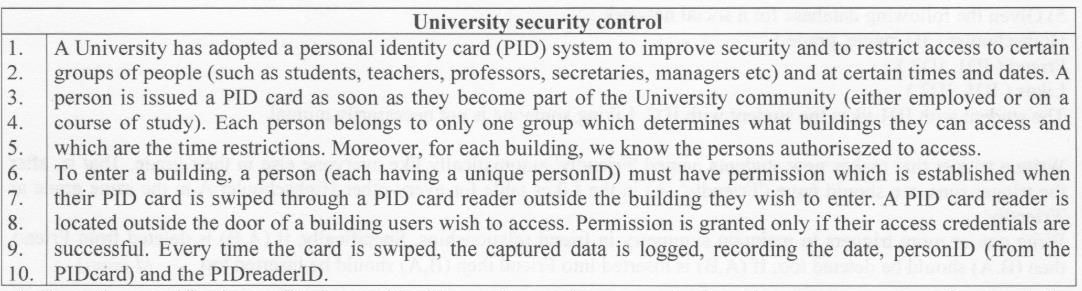 University security control
1. A University has adopted a personal identity card (PID) system to improve security and to restrict access to certain
2. groups of people (such as students, teachers, professors, secretaries, managers etc) and at certain times and dates. A
3. person is issued a PID card as soon as they become part of the University community (either employed or on a
4. course of study). Each person belongs to only one group which determines what buildings they can access and
5. which are the time restrictions. Moreover, for each building, we know the persons authorisezed to access.
6. To enter a building, a person (each having a unique personID) must have permission which is established when
7. their PID card is swiped through a PID card reader outside the building they wish to enter. A PID card reader is
8. located outside the door of a building users wish to access. Permission is granted only if their access credentials are
9. successful. Every time the card is swiped, the captured data is logged, recording the date, personID (from the
10. PIDcard) and the PIDreaderID.